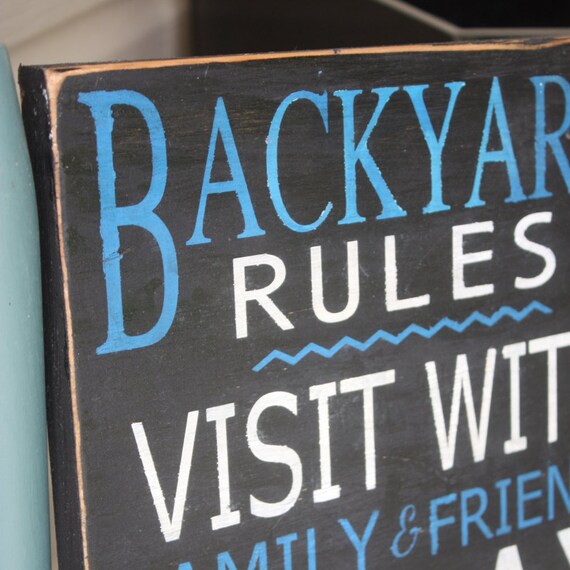 BACKYAR
RULES
VISIT WIT
AMILY & FRIEN